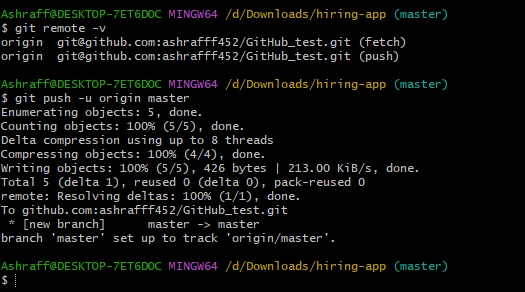 Ashraff@DESKTOP-7ET6DOC MINGW64 /d/Downloads/hiring-app (master)
$ git remote -v
origin  git@github.com:ashrafff452/GitHub_test.git (fetch)
origin  git@github.com:ashrafff452/GitHub_test.git (push)

Ashraff@DESKTOP-7ET6DOC MINGW64 /d/Downloads/hiring-app (master)
$ git push -u origin master
Enumerating objects: 5, done.
Counting objects: 100% (5/5), done.
Delta compression using up to 8 threads
Compressing objects: 100% (4/4), done.
Writing objects: 100% (5/5), 426 bytes | 213.00 KiB/s, done.
Total 5 (delta 1), reused 0 (delta 0), pack-reused 0
remote: Resolving deltas: 100% (1/1), done.
To github.com:ashrafff452/GitHub_test.git
 * [new branch]      master -> master
branch 'master' set up to track 'origin/master'.

Ashraff@DESKTOP-7ET6DOC MINGW64 /d/Downloads/hiring-app (master)
$